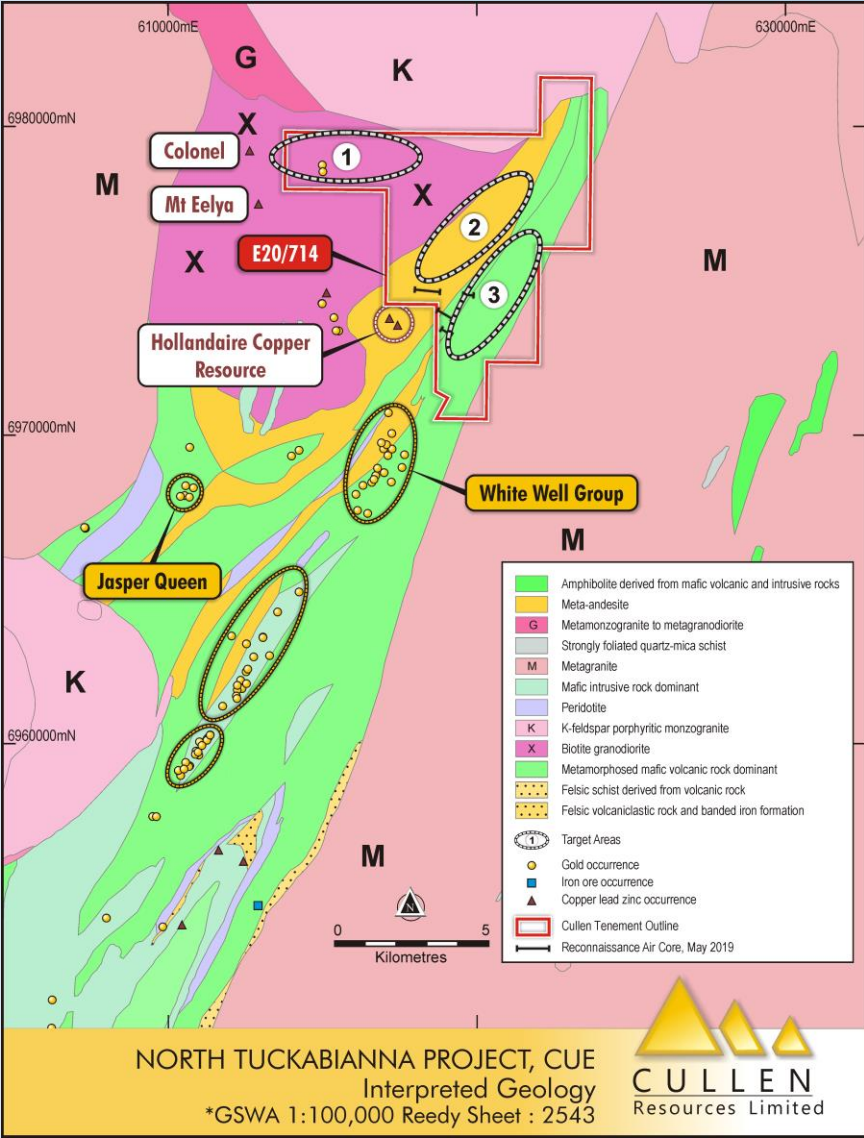 610000mE
630000mE
G
K
X
6980000mN
Colonel
1
M
Mt Eelya
X
2
E20/714
X
M
3
Hollandaire Copper
Resource
6970000mN
White Well Group
M
Jasper Queen
K
6960000mN
M
N
0 5
Kilometres
Amphibolite derived from mafic volcanic and intrusive rocks
Meta-andesite
G Metamonzogranite to metagranodiorite
Strongly foliated quartz-mica schist
M Metagranite
Mafic intrusive rock dominant
Peridotite
K K-feldspar porphyritic monzogranite
X Biotite granodiorite
Metamorphosed mafic volcanic rock dominant
Felsic schist derived from volcanic rock
Felsic volcaniclastic rock and banded iron formation
1 Target Areas
Gold occurrence
Iron ore occurrence
Copper lead zinc occurrence
Cullen Tenement Outline
Reconnaissance Air Core, May 2019
NORTH TUCKABIANNA PROJECT, CUE
Interpreted Geology
*GSWA 1:100,000 Reedy Sheet : 2543
CULLEN
Resources Limited